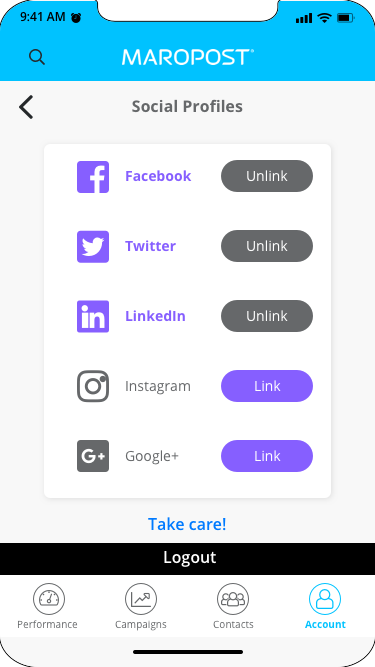 9:41 AM
MAROPOST
Social Profiles
Facebook Unlink
Twitter Unlink
LinkedIn Unlink
Instagram Link
G+ Google+ Link
Take care!
Logout
Performance Campaigns Contacts Account